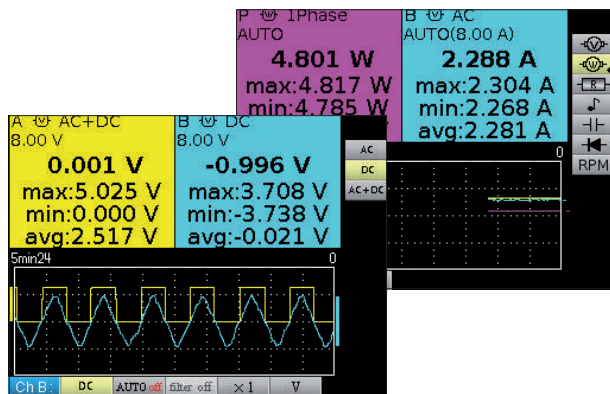 P 1Phase
AUTO
4.801 W
max:4.817 W
min:4.785 W
B AC
AUTO(8.00 A)
2.288 A
max:2.304 A
min:2.268 A
avg:2.281 A
0
V
W
R
RPM
A AC+DC
8.00 V
0.001 V
max:5.025 V
min:0.000 V
avg:2.517 V
B DC
8.00 V
-0.996 V
max:3.708 V
min:-3.738 V
avg:-0.021 V
AC
DC
AC+DC
5min24 0
Ch B: DC AUTO off filter off ×1 V